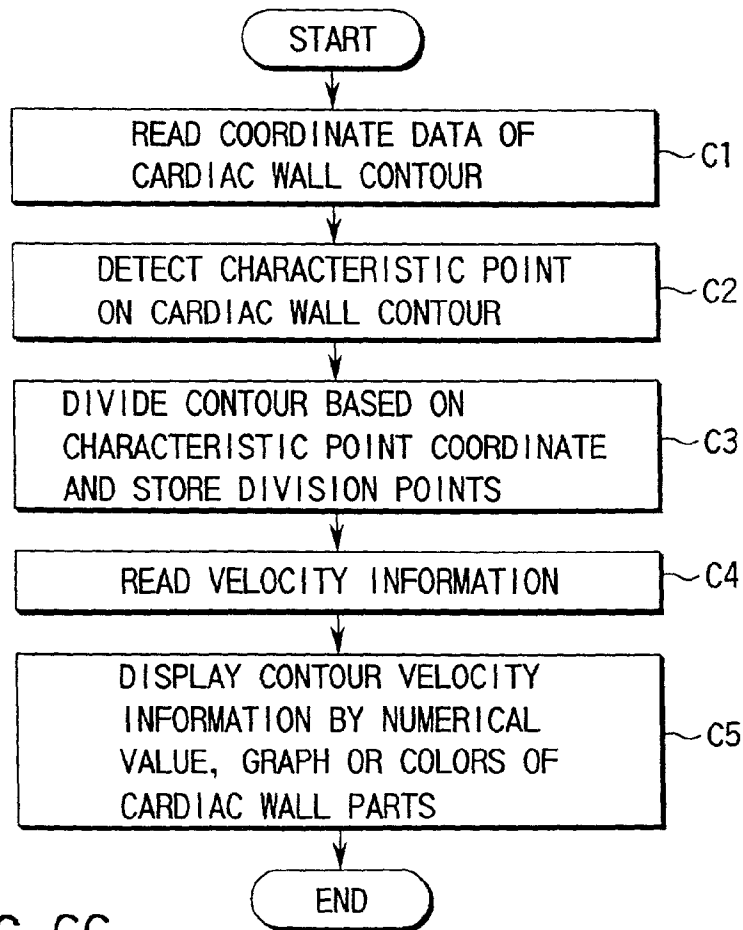 START
READ COORDINATE DATA OF
CARDIAC WALL CONTOUR
C1
DETECT CHARACTERISTIC POINT
ON CARDIAC WALL CONTOUR
C2
DIVIDE CONTOUR BASED ON
CHARACTERISTIC POINT COORDINATE
AND STORE DIVISION POINTS
C3
READ VELOCITY INFORMATION
C4
DISPLAY CONTOUR VELOCITY
INFORMATION BY NUMERICAL
VALUE, GRAPH OR COLORS OF
CARDIAC WALL PARTS
C5
END